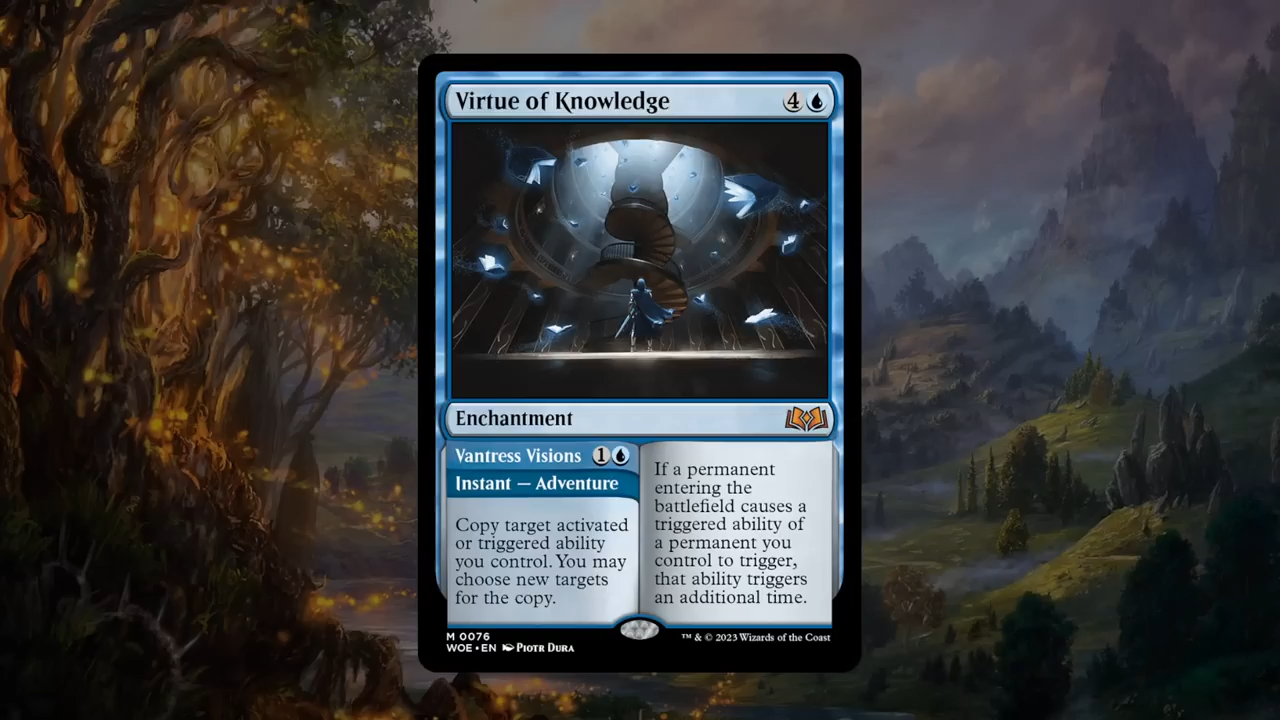 Virtue of Knowledge 4
Enchantment
Vantress Visions 1
Instant — Adventure
Copy target activated
or triggered ability
you control. You may
choose new targets
for the copy.
If a permanent
entering the
battlefield causes a
triggered ability of
a permanent you
control to trigger,
that ability triggers
an additional time.
M 0076
WOE • EN Piotr Dura
™ & © 2023 Wizards of the Coast